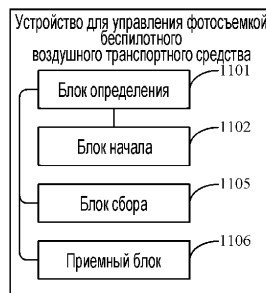 Устройство для управления фотосъемкой
беспилотного
воздушного транспортного средства
1101
Блок определения
1102
Блок начала
1105
Блок сбора
1106
Приемный блок